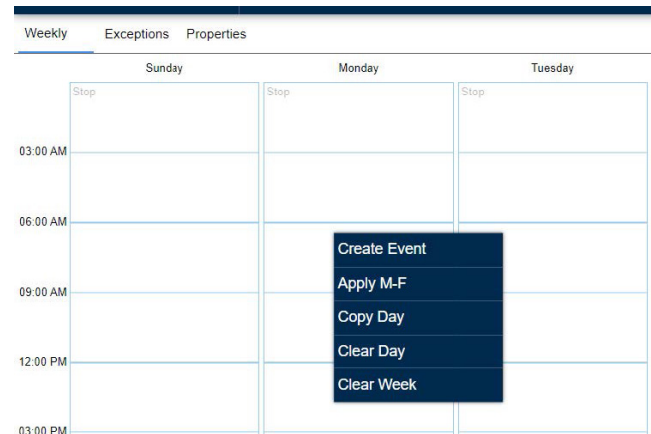 Weekly Exceptions Properties
Sunday Monday Tuesday
Stop Stop Stop
03:00 AM
06:00 AM
Create Event
Apply M-F
09:00 AM
Copy Day
Clear Day
12:00 PM
Clear Week
03:00 PM